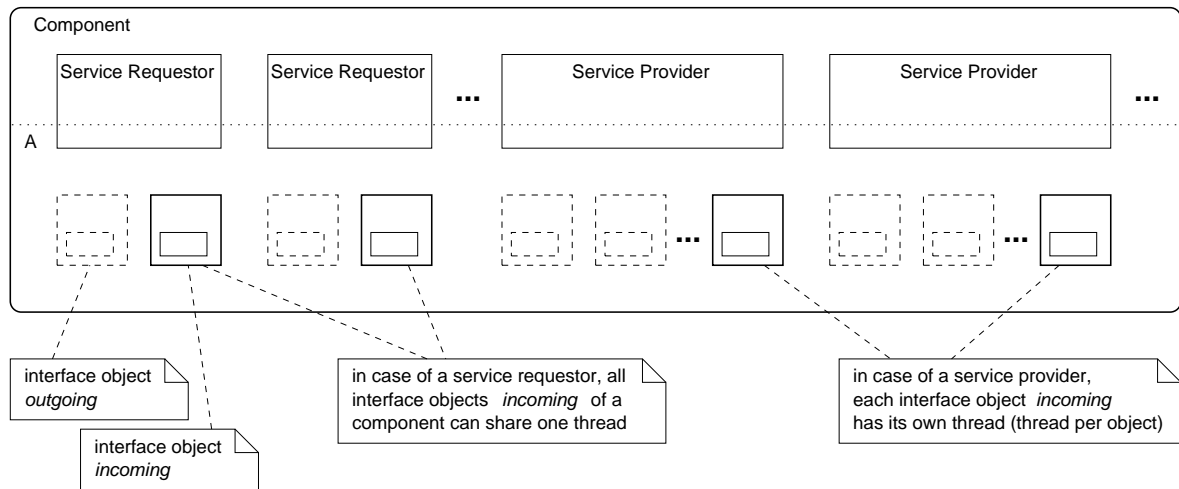 Component
Service Requestor
Service Requestor
...
Service Provider
Service Provider
...
A
...
...
interface object
outgoing
interface object
incoming
in case of a service requestor, all
interface objects incoming of a
component can share one thread
in case of a service provider,
each interface object incoming
has its own thread (thread per object)